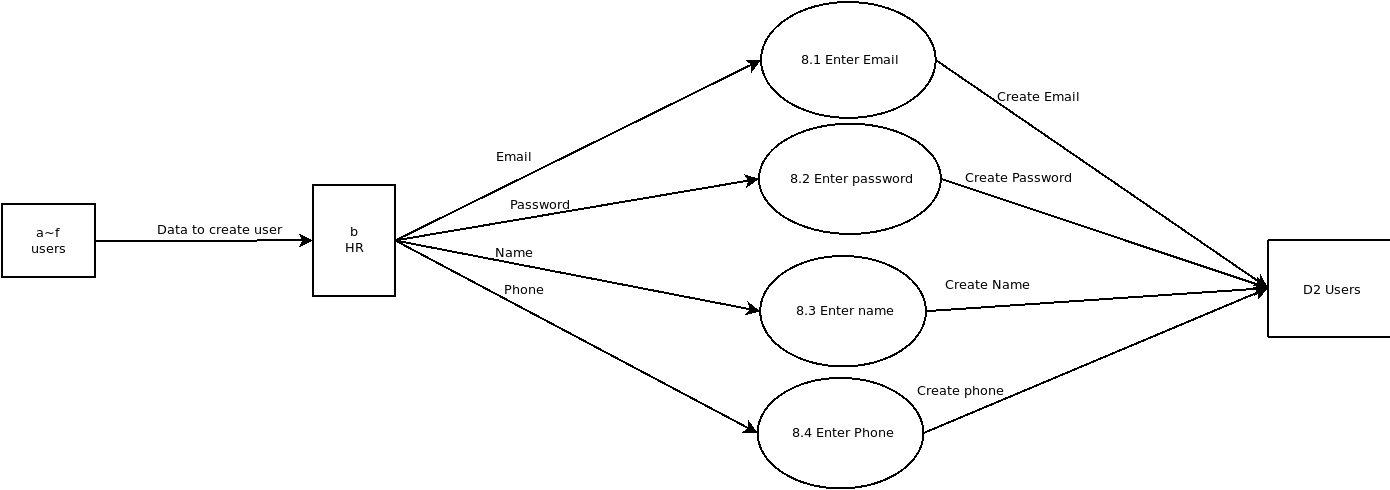 8.1 Enter Email
Create Email
Email
8.2 Enter password
Create Password
Password
a~f
users
Data to create user
b
HR
Name
Phone
Create Name
D2 Users
8.3 Enter name
Create phone
8.4 Enter Phone